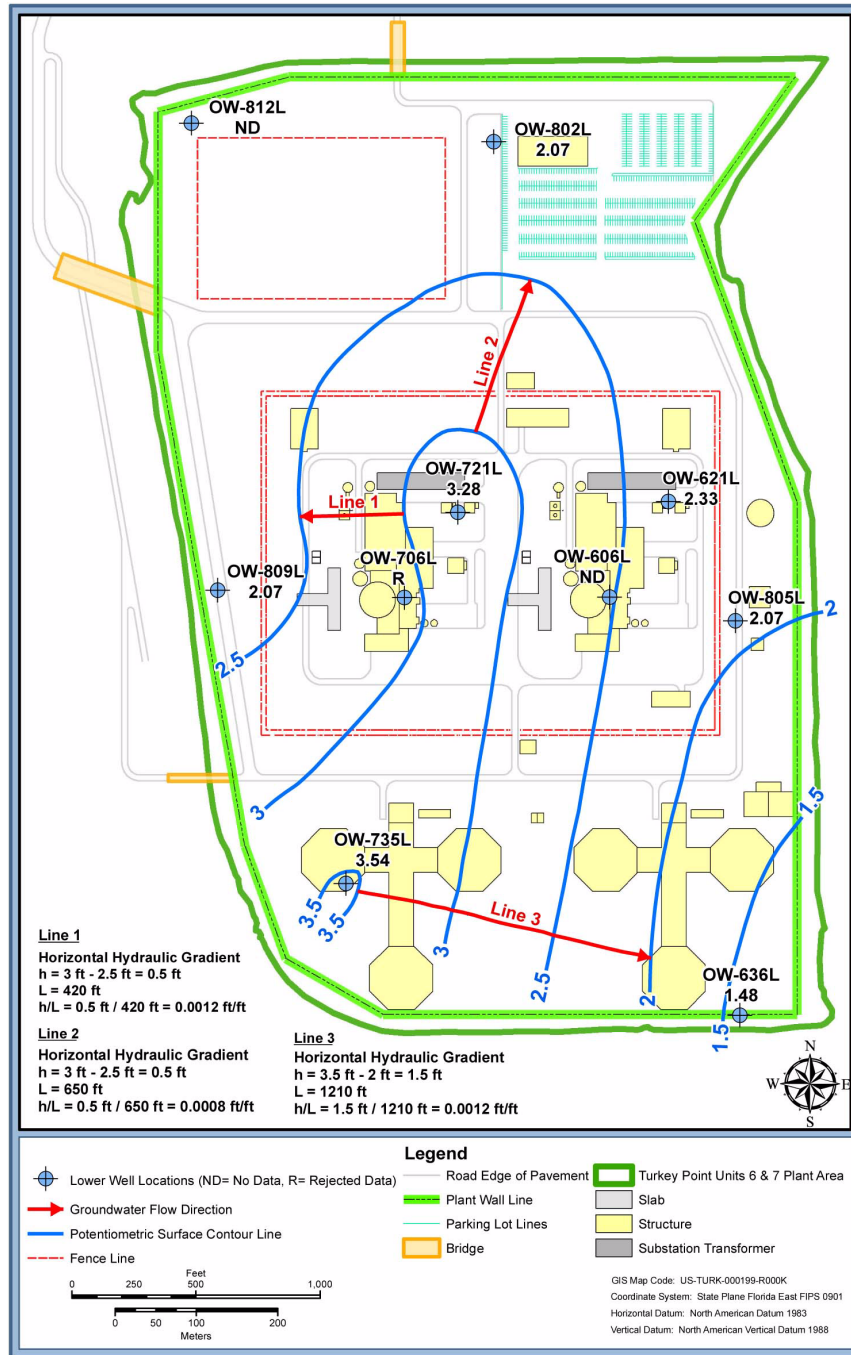 OW-812L
ND
OW-802L
2.07
Line 2
OW-721L
3.28
OW-621L
2.33
Line 1
OW-706L
R
OW-606L
ND
OW-809L
2.07
OW-805L
2.07
2
2.5
3
1.5
OW-735L
3.54
3.5
3.5
Line 3
3
2.5
2
OW-636L
1.48
1.5
Line 1
Horizontal Hydraulic Gradient
h = 3 ft - 2.5 ft = 0.5 ft
L = 420 ft
h/L = 0.5 ft / 420 ft = 0.0012 ft/ft
Line 2
Horizontal Hydraulic Gradient
h = 3 ft - 2.5 ft = 0.5 ft
L = 650 ft
h/L = 0.5 ft / 650 ft = 0.0008 ft/ft
Line 3
Horizontal Hydraulic Gradient
h = 3.5 ft - 2 ft = 1.5 ft
L = 1210 ft
h/L = 1.5 ft / 1210 ft = 0.0012 ft/ft
N
W E
S
Legend
Lower Well Locations (ND= No Data, R= Rejected Data)
Groundwater Flow Direction
Potentiometric Surface Contour Line
Fence Line
Road Edge of Pavement
Plant Wall Line
Parking Lot Lines
Bridge
Turkey Point Units 6 & 7 Plant Area
Slab
Structure
Substation Transformer
Feet
0 250 500 1,000
0 50 100 200
Meters
GIS Map Code: US-TURK-000199-R000K
Coordinate System: State Plane Florida East FIPS 0901
Horizontal Datum: North American Datum 1983
Vertical Datum: North American Vertical Datum 1988